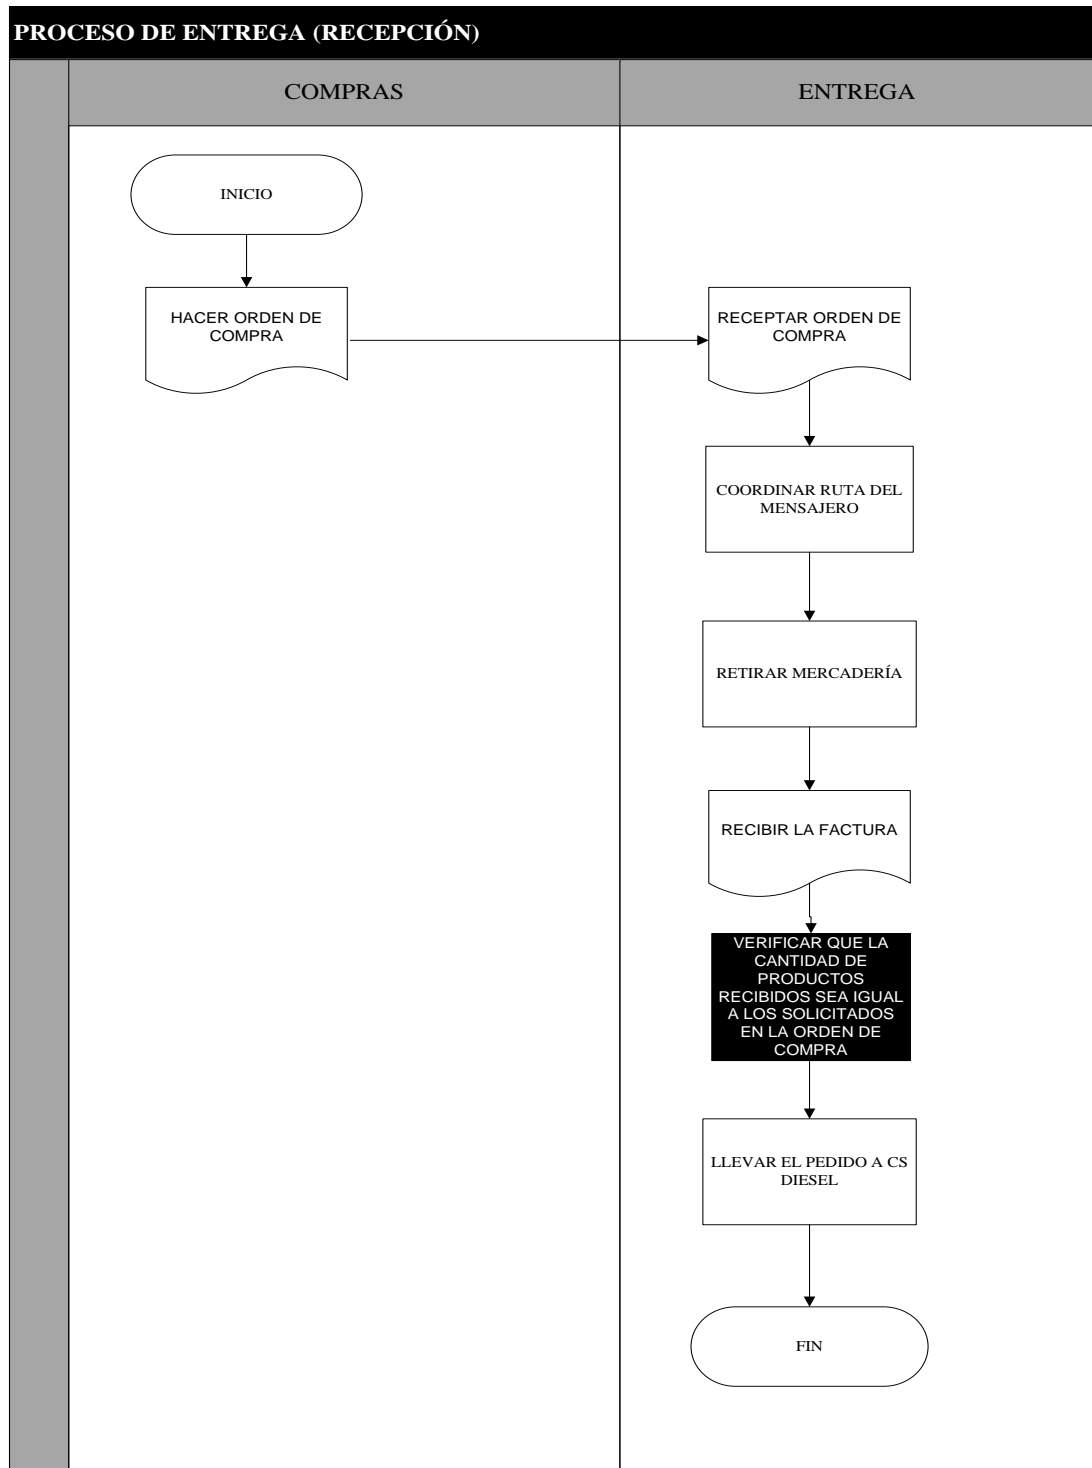 PROCESO DE ENTREGA (RECEPCIÓN)
COMPRAS
ENTREGA
INICIO
HACER ORDEN DE
COMPRA
RECEPTAR ORDEN DE
COMPRA
COORDINAR RUTA DEL
MENSAJERO
RETIRAR MERCADERÍA
RECIBIR LA FACTURA
VERIFICAR QUE LA
CANTIDAD DE
PRODUCTOS
RECIBIDOS SEA IGUAL
A LOS SOLICITADOS
EN LA ORDEN DE
COMPRA
LLEVAR EL PEDIDO A CS
DIESEL
FIN